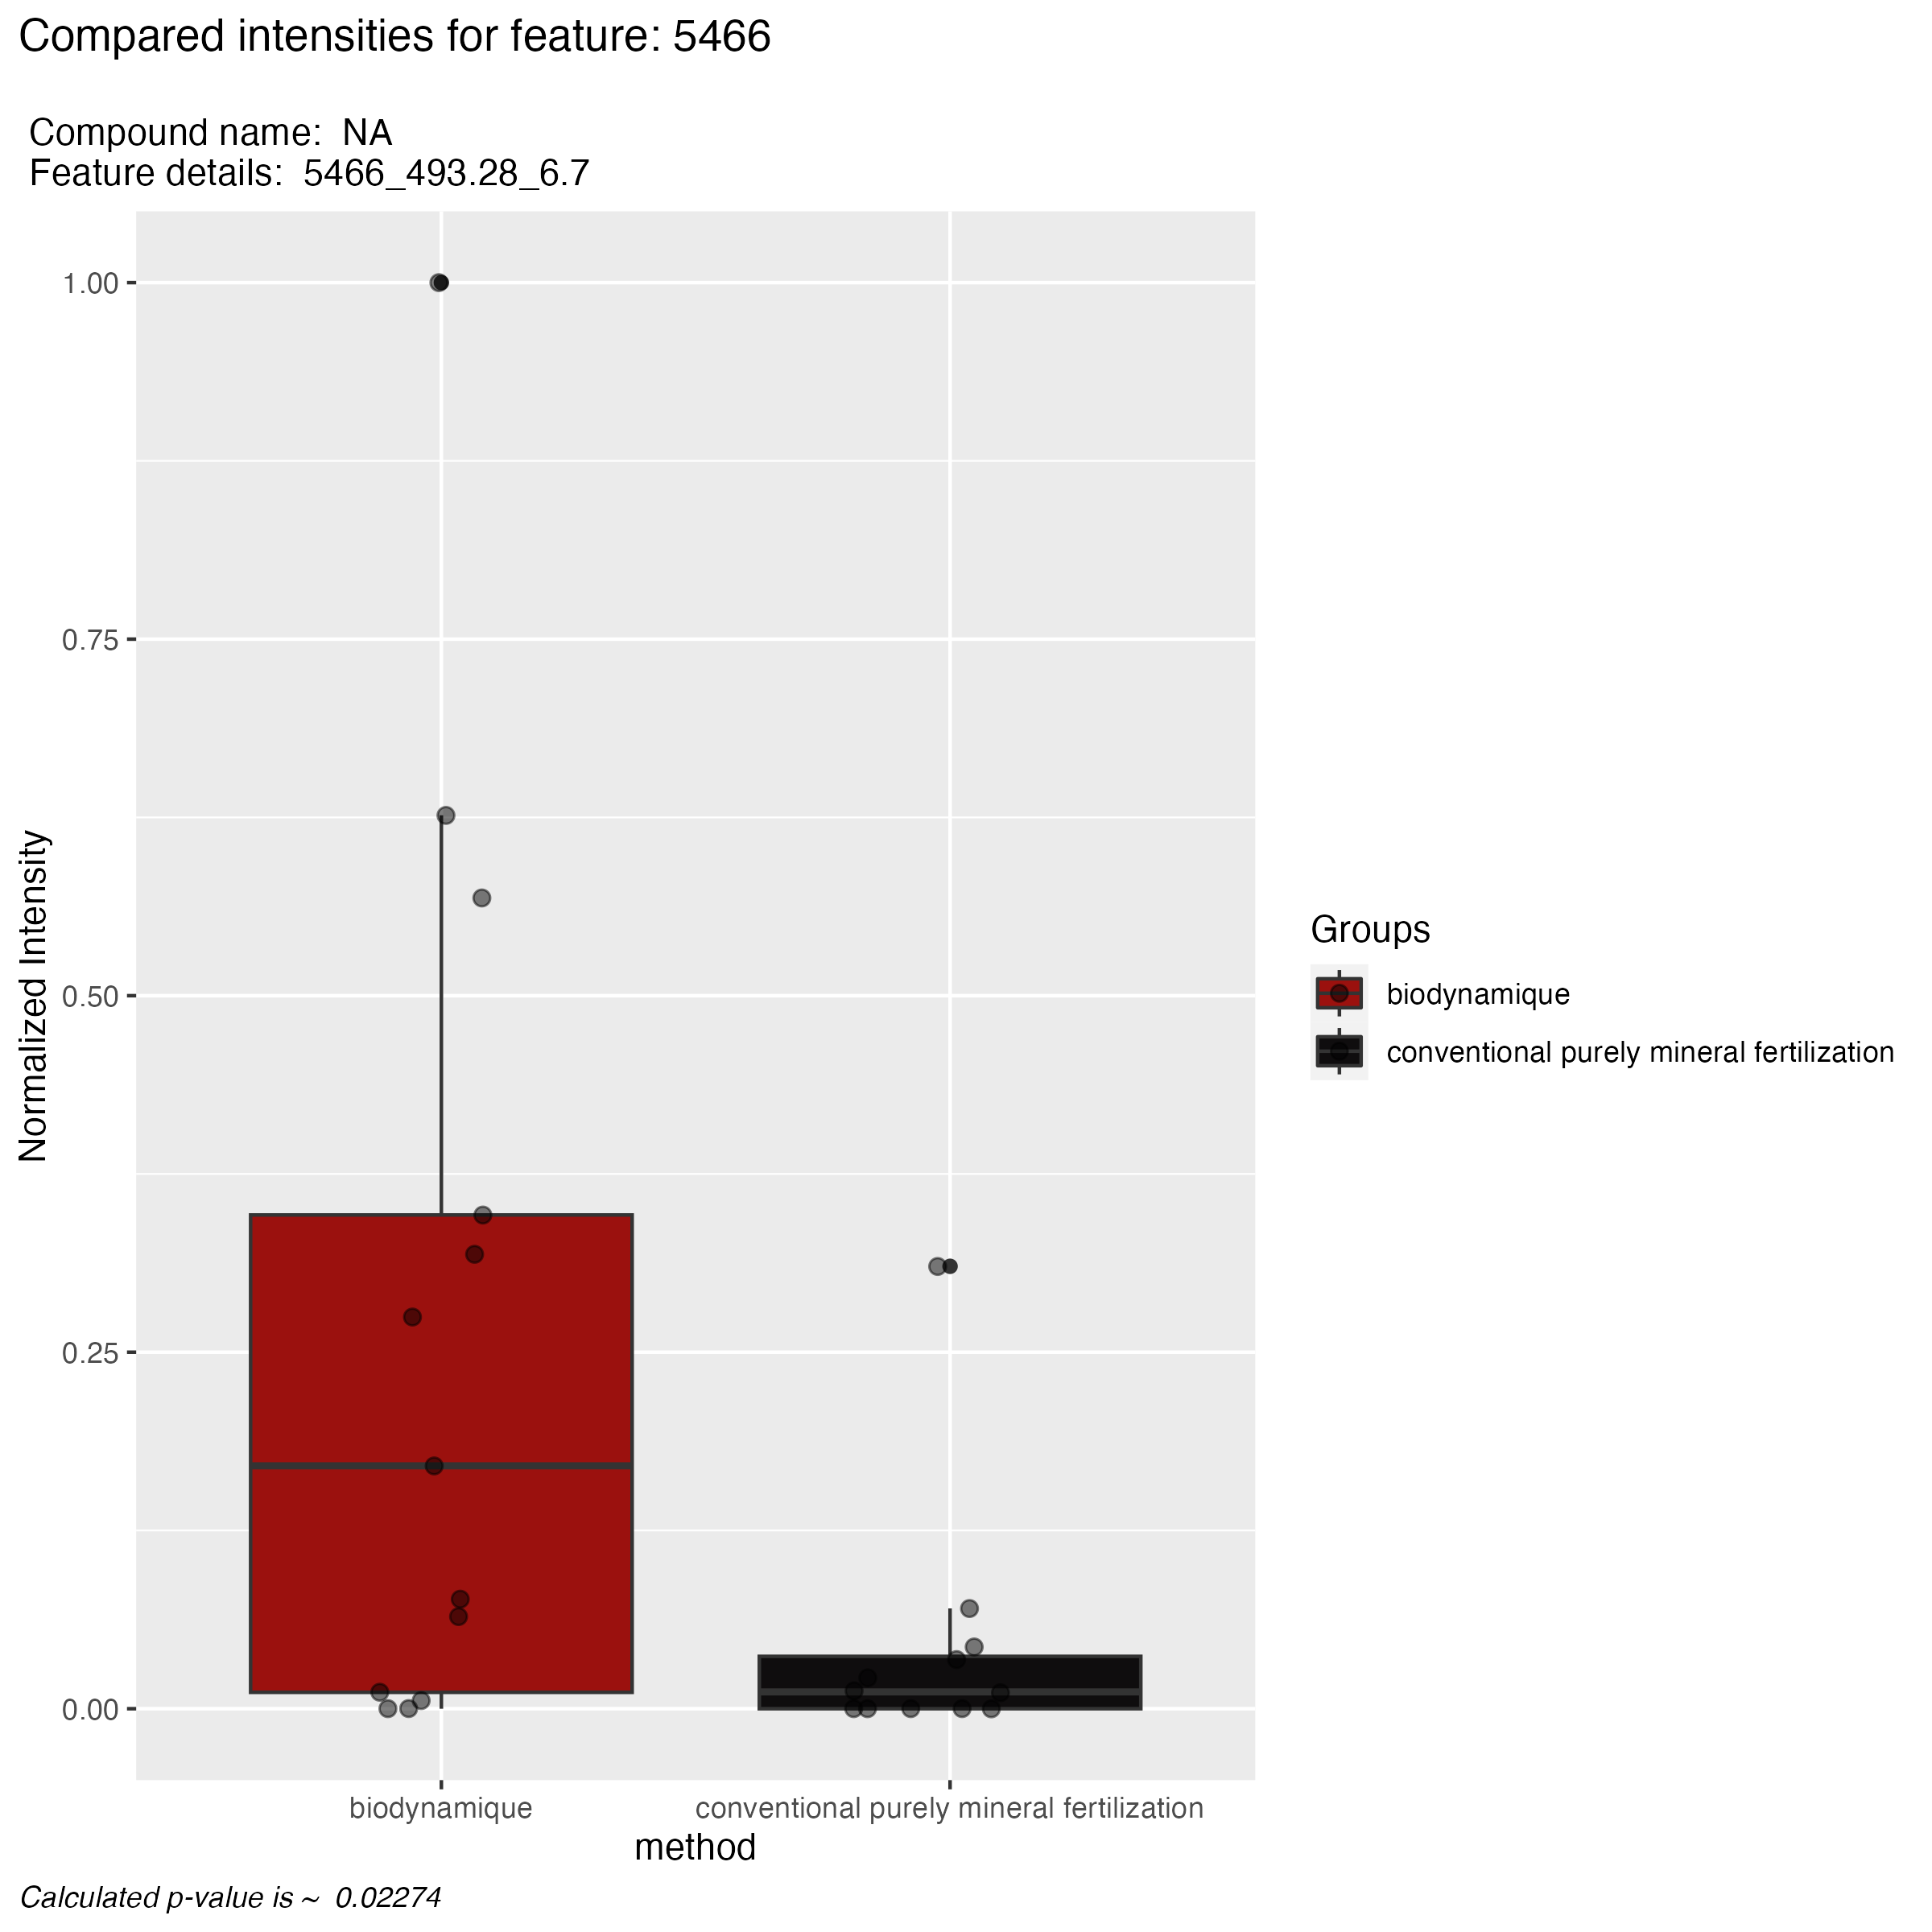 Compared intensities for feature: 5466
Compound name:  NA
Feature details:  5466_493.28_6.7
1.00
0.75
0.50
0.25
0.00
Normalized Intensity
biodynamique
conventional purely mineral fertilization
method
Groups
biodynamique
conventional purely mineral fertilization
Calculated p-value is ~  0.02274